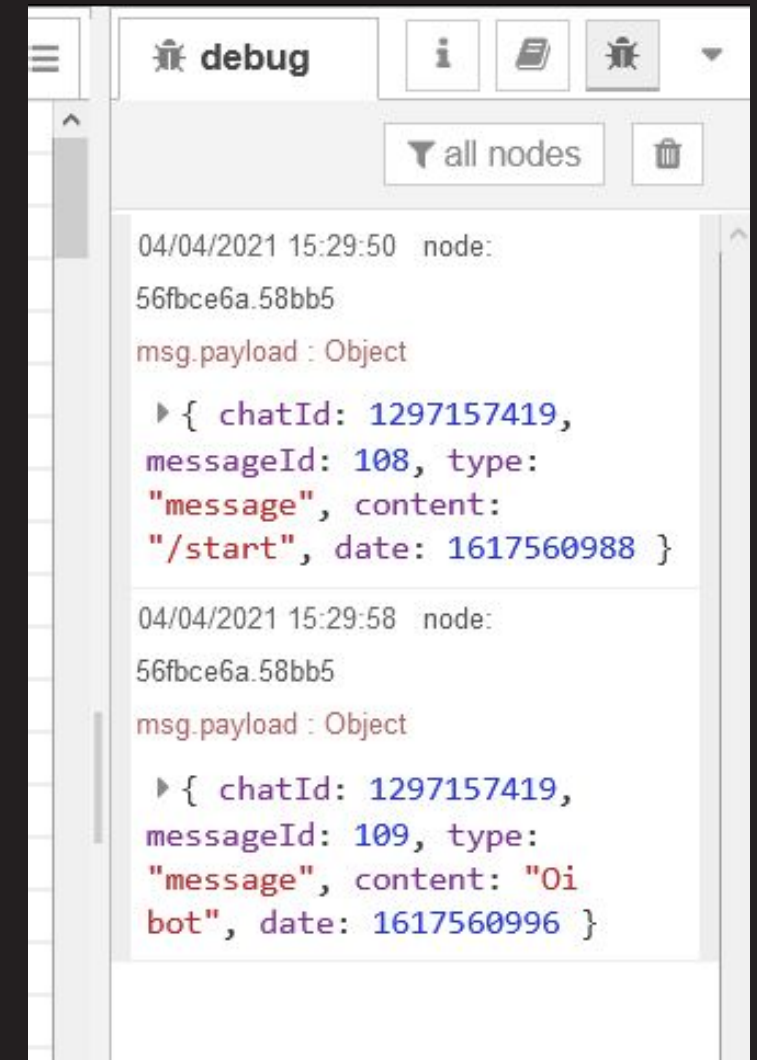 debug
all nodes
04/04/2021 15:29:50 node:
56fbce6a.58bb5
msg.payload : Object
{ chatId: 1297157419,
messageId: 108, type:
"message", content:
"/start", date: 1617560988 }
04/04/2021 15:29:58 node:
56fbce6a.58bb5
msg.payload : Object
{ chatId: 1297157419,
messageId: 109, type:
"message", content: "Oi
bot", date: 1617560996 }